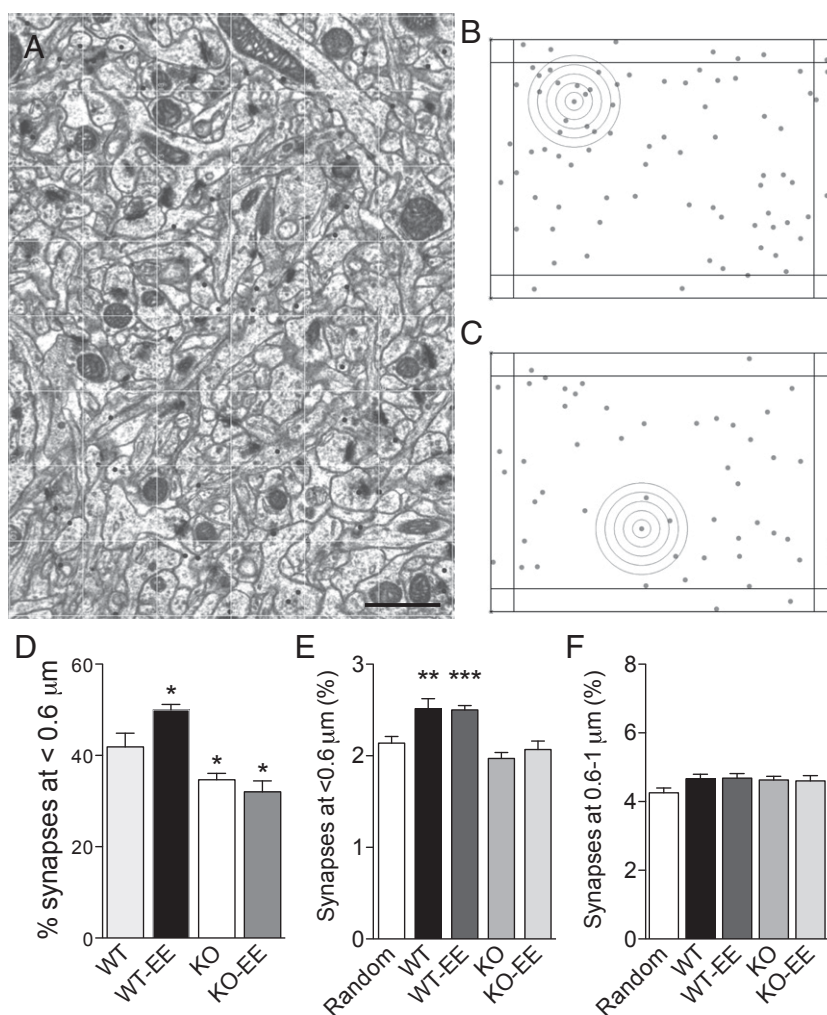 A
B
C
D
% synapses at < 0.6 μm
60
40
20
0
*
*
*
WT
WT-EE
KO
KO-EE
E
Synapses at <0.6 μm (%)
3
2
1
0
** ***
Random
WT
WT-EE
KO
KO-EE
F
Synapses at 0.6-1 μm (%)
8
6
4
2
0
Random
WT
WT-EE
KO
KO-EE